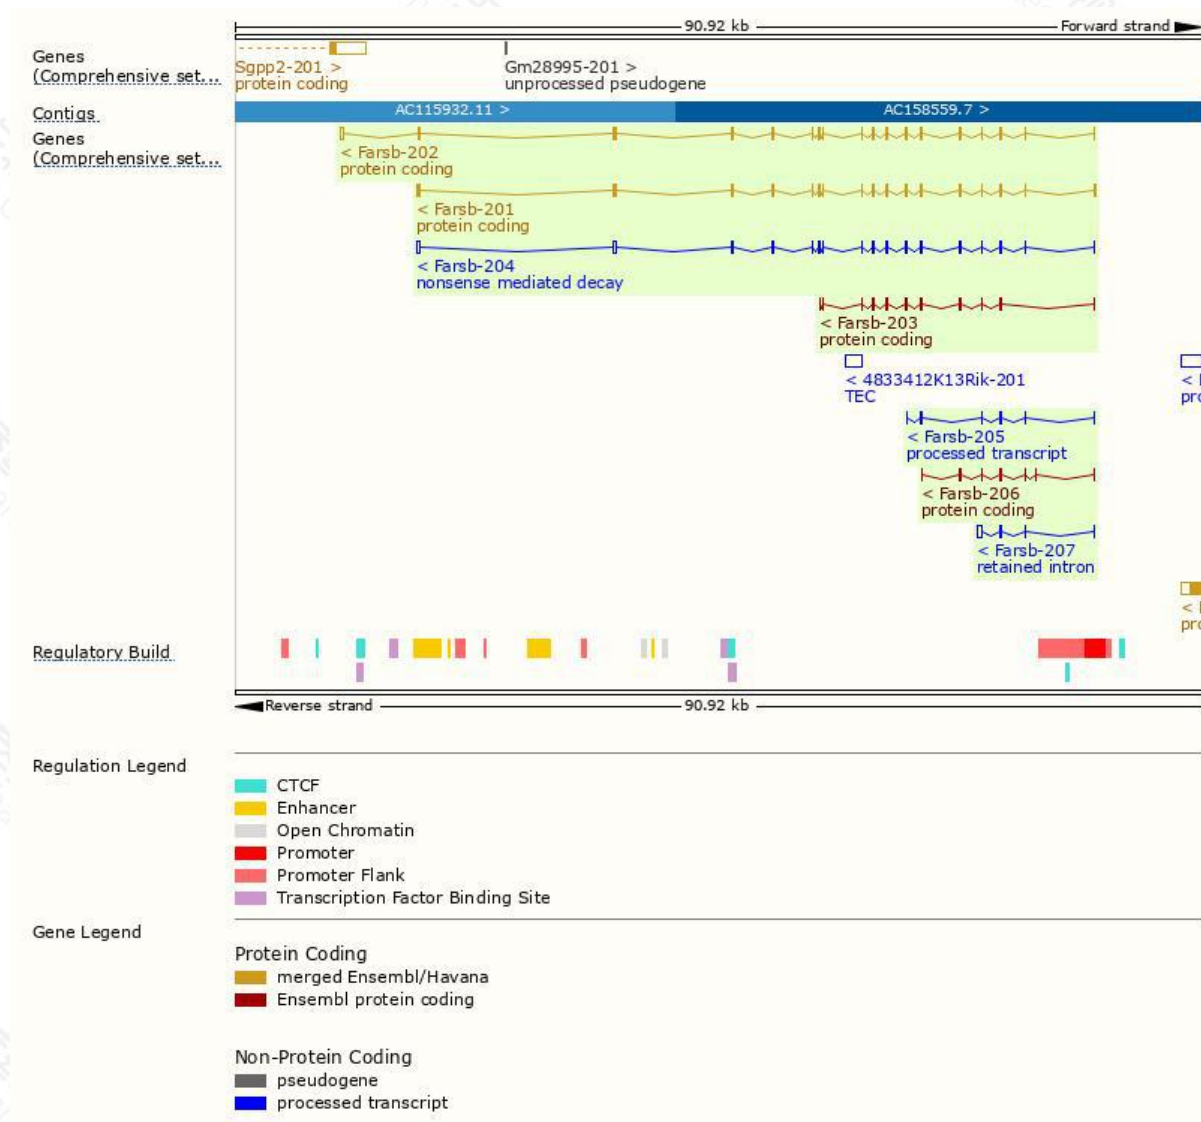 90.92 kb Forward strand
Genes
(Comprehensive set...
Sgpp2-201 >
protein coding
Gm28995-201 >
unprocessed pseudogene
Contigs
AC115932.11 >
AC158559.7 >
Genes
(Comprehensive set...
< Farsb-202
protein coding
< Farsb-201
protein coding
< Farsb-204
nonsense mediated decay
< Farsb-203
protein coding
< 4833412K13Rik-201
TEC
<
pro
< Farsb-205
processed transcript
< Farsb-206
protein coding
< Farsb-207
retained intron
<
pro
Regulatory Build
Reverse strand 90.92 kb
Regulation Legend
CTCF
Enhancer
Open Chromatin
Promoter
Promoter Flank
Transcription Factor Binding Site
Gene Legend
Protein Coding
merged Ensembl/Havana
Ensembl protein coding
Non-Protein Coding
pseudogene
processed transcript